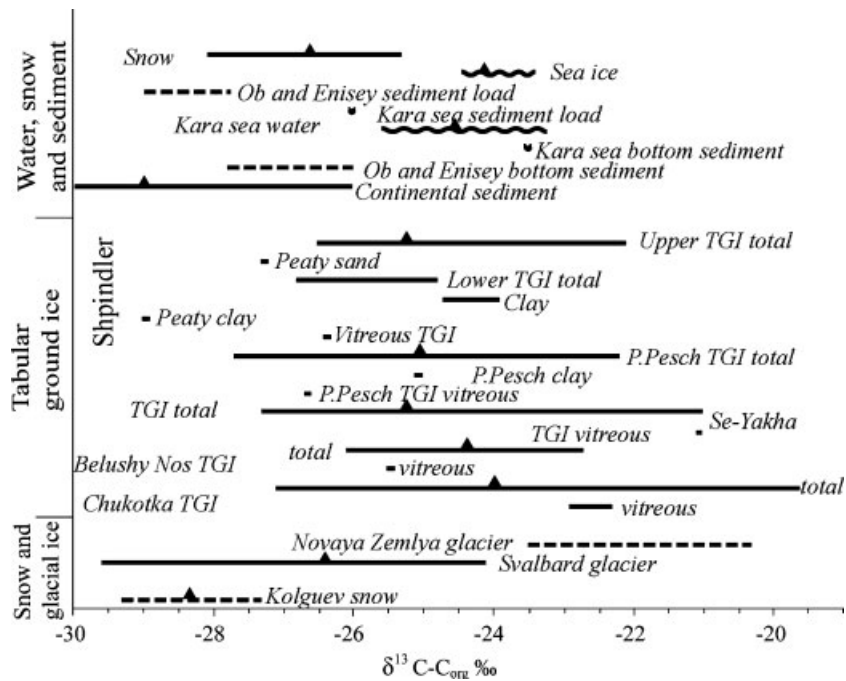 Water, snow
and sediment
Snow
Sea ice
Ob and Enisey sediment load
Kara sea water
Kara sea sediment load
Kara sea bottom sediment
Ob and Enisey bottom sediment
Continental sediment
Tabular
ground ice
Shpindler
Upper TGI total
Peaty sand
Lower TGI total
Clay
Peaty clay
Vitreous TGI
P.Pesch TGI total
P.Pesch clay
P.Pesch TGI vitreous
TGI total
Se-Yakha
TGI vitreous
total
Belushy Nos TGI
vitreous
total
Chukotka TGI
vitreous
Snow and
glacial ice
Novaya Zemlya glacier
Svalbard glacier
Kolguev snow
-30 -28 -26 -24 -22 -20
δ¹³ C-Corg ‰